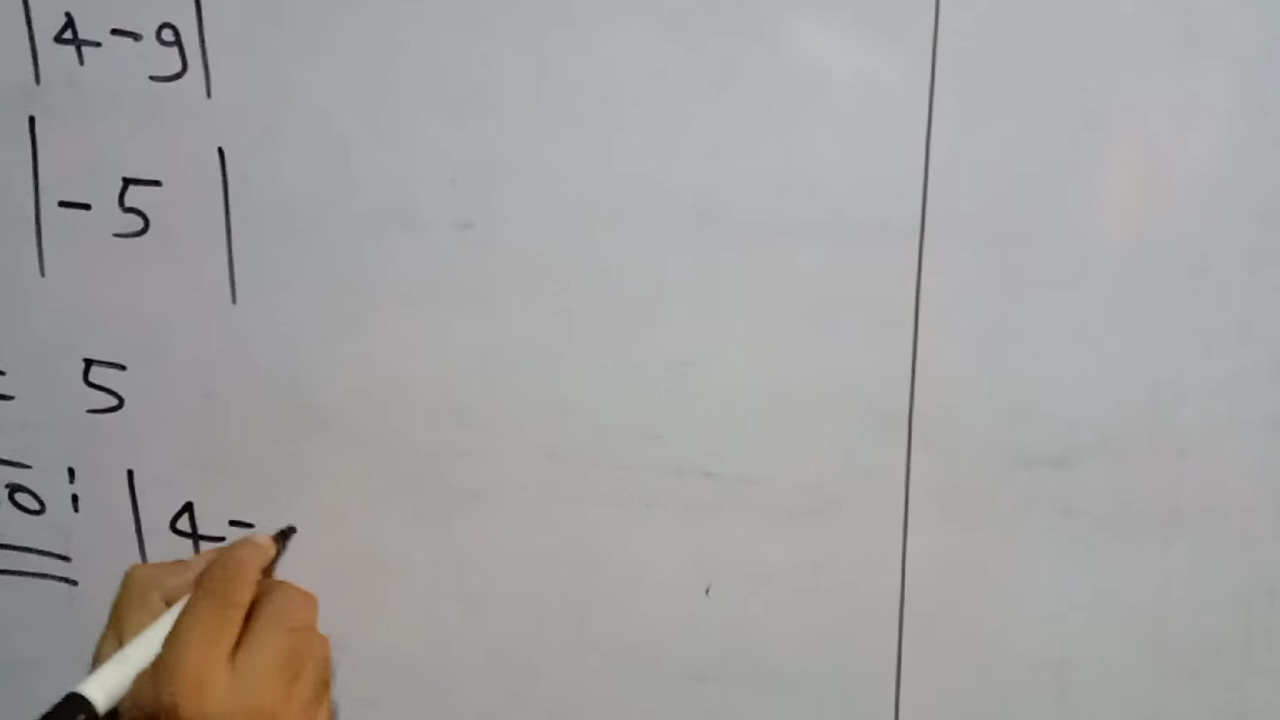 |4-9|
|-5|
= 5
o: |4-